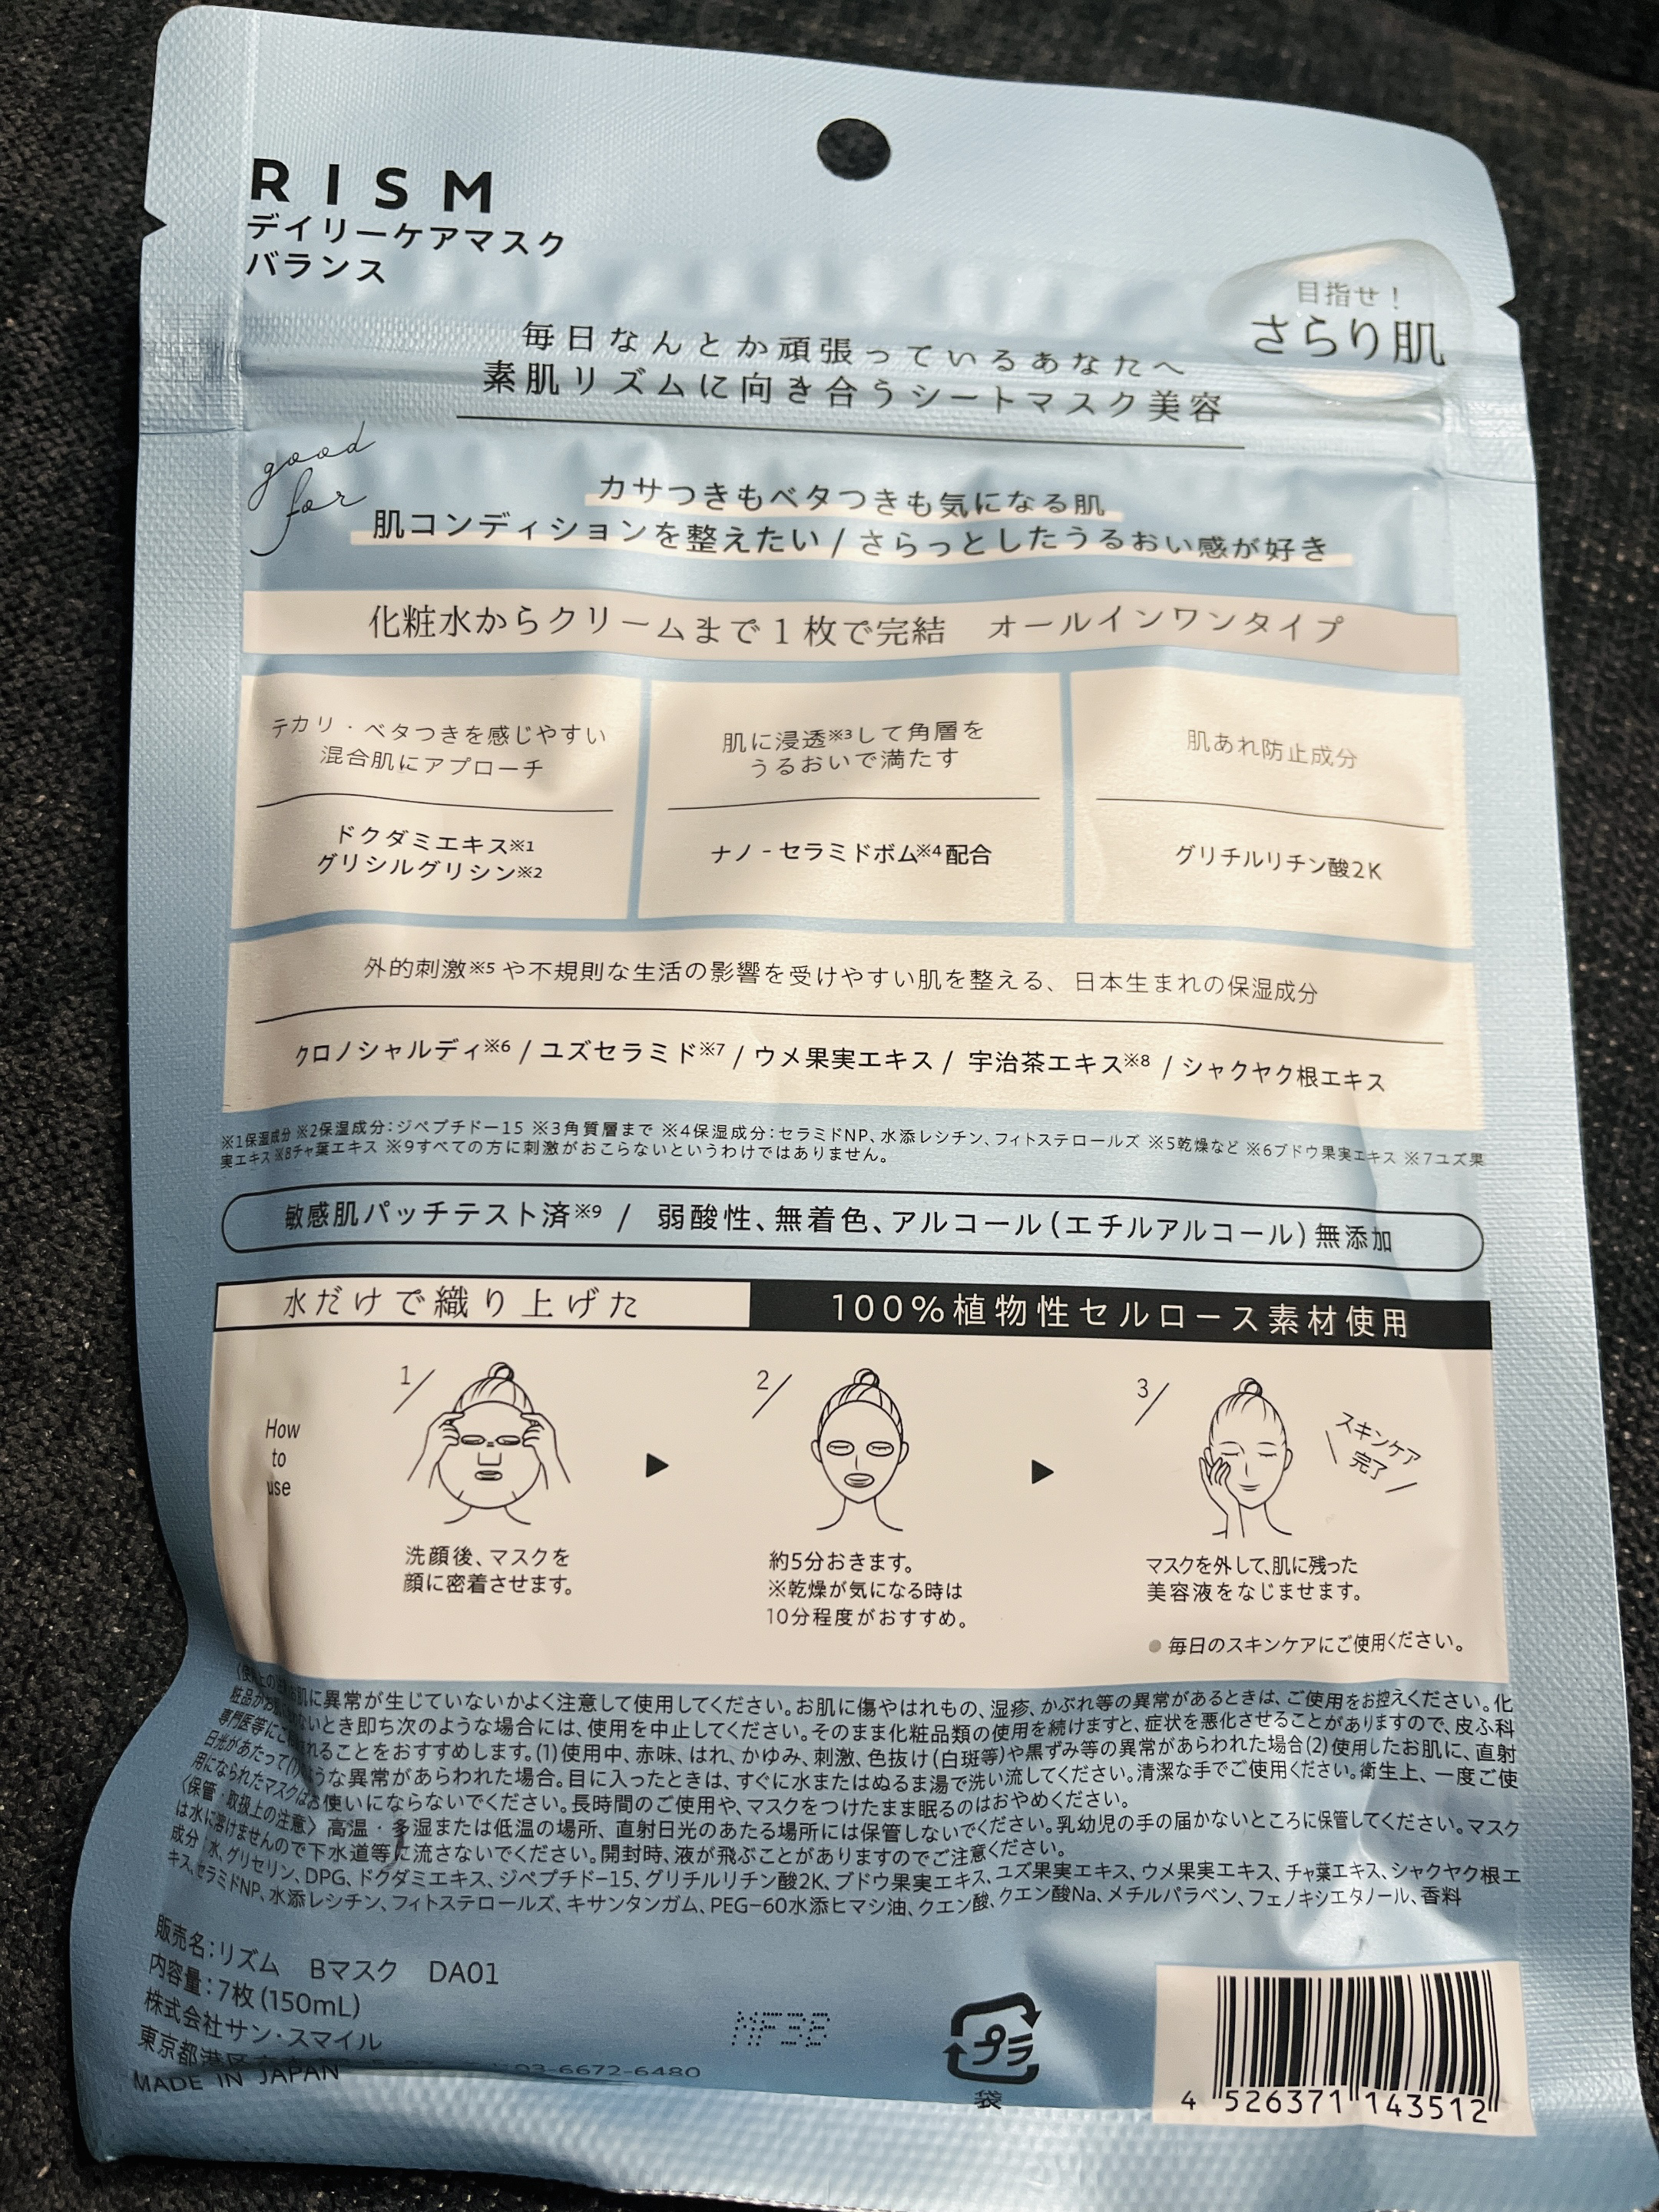 RISM
デイリーケアマスク
バランス
目指せ!
さらり肌
毎日なんとか頑張っているあなたへ
素肌リズムに向き合うシートマスク美容
good
for
カサつきもベタつきも気になる肌
肌コンディションを整えたい / さらっとしたうるおい感が好き
化粧水からクリームまで1枚で完結 オールインワンタイプ
テカリ・ベタつきを感じやすい
混合肌にアプローチ
ドクダミエキス※1
グリシルグリシン※2
肌に浸透※3して角層を
うるおいで満たす
ナノ-セラミドボム※4配合
肌あれ防止成分
グリチルリチン酸2K
外的刺激※5や不規則な生活の影響を受けやすい肌を整える、日本生まれの保湿成分
クロノシャルディ※6 / ユズセラミド※7 / ウメ果実エキス / 宇治茶エキス※8 / シャクヤク根エキス
※1保湿成分 ※2保湿成分:ジペプチドー15 ※3角質層まで ※4保湿成分:セラミドNP、水添レシチン、フィトステロールズ ※5乾燥など ※6ブドウ果実エキス ※7ユズ果
実エキス ※8チャ葉エキス ※9すべての方に刺激がおこらないというわけではありません。
敏感肌パッチテスト済※9 / 弱酸性、無着色、アルコール(エチルアルコール)無添加
水だけで織り上げた 100%植物性セルロース素材使用
How
to
use
1/
洗顔後、マスクを
顔に密着させます。
2/
約5分おきます。
※乾燥が気になる時は
10分程度がおすすめ。
3/
スキンケア
完了
マスクを外して、肌に残った
美容液をなじませます。
●毎日のスキンケアにご使用ください。
肌に異常が生じていないかよく注意して使用してください。お肌に傷やはれもの、湿疹、かぶれ等の異常があるときは、ご使用をお控えください。化
粧品がお ないとき即ち次のような場合には、使用を中止してください。そのまま化粧品類の使用を続けますと、症状を悪化させることがありますので、皮ふ科
専門医等にご れることをおすすめします。(1)使用中、赤味、はれ、かゆみ、刺激、色抜け(白斑等)や黒ずみ等の異常があらわれた場合(2)使用したお肌に、直射
日光があたって(1) うな異常があらわれた場合。目に入ったときは、すぐに水またはぬるま湯で洗い流してください。清潔な手でご使用ください。衛生上、一度ご使
用になられたマスクはお使いにならないでください。長時間のご使用や、マスクをつけたまま眠るのはおやめください。
〈保管・取扱上の注意〉高温・多湿または低温の場所、直射日光のあたる場所には保管しないでください。乳幼児の手の届かないところに保管してください。マスク
は水に溶けませんので下水道等に流さないでください。開封時、液が飛ぶことがありますのでご注意ください。
成分:水、グリセリン、DPG、ドクダミエキス、ジペプチド-15、グリチルリチン酸2K、ブドウ果実エキス、ユズ果実エキス、ウメ果実エキス、チャ葉エキス、シャクヤク根エ
キス、セラミドNP、水添レシチン、フィトステロールズ、キサンタンガム、PEG-60水添ヒマシ油、クエン酸、クエン酸Na、メチルパラベン、フェノキシエタノール、香料
販売名:リズム Bマスク DA01
内容量:7枚(150mL)
株式会社サン・スマイル
東京都港区 03-6672-6480
MADE IN JAPAN
プラ
袋
4 526371 143512